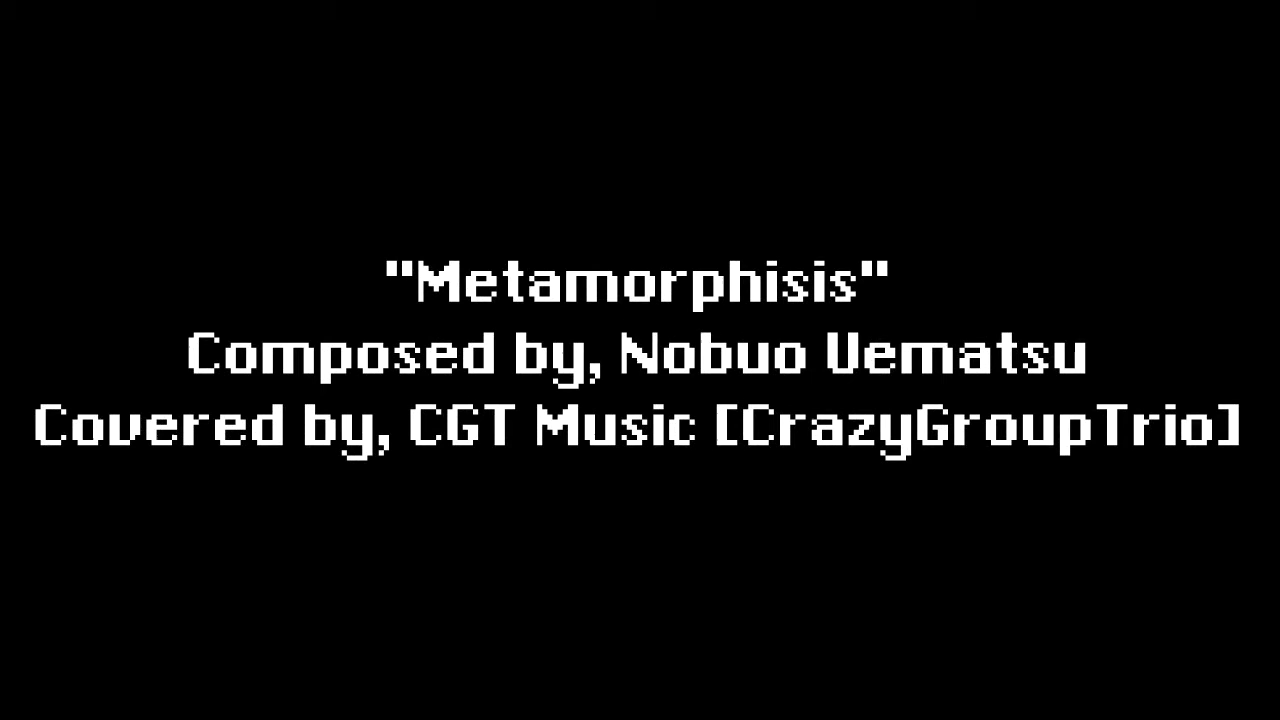 "Metamorphisis"
Composed by, Nobuo Uematsu
Covered by, CGT Music [CrazyGroupTrio]